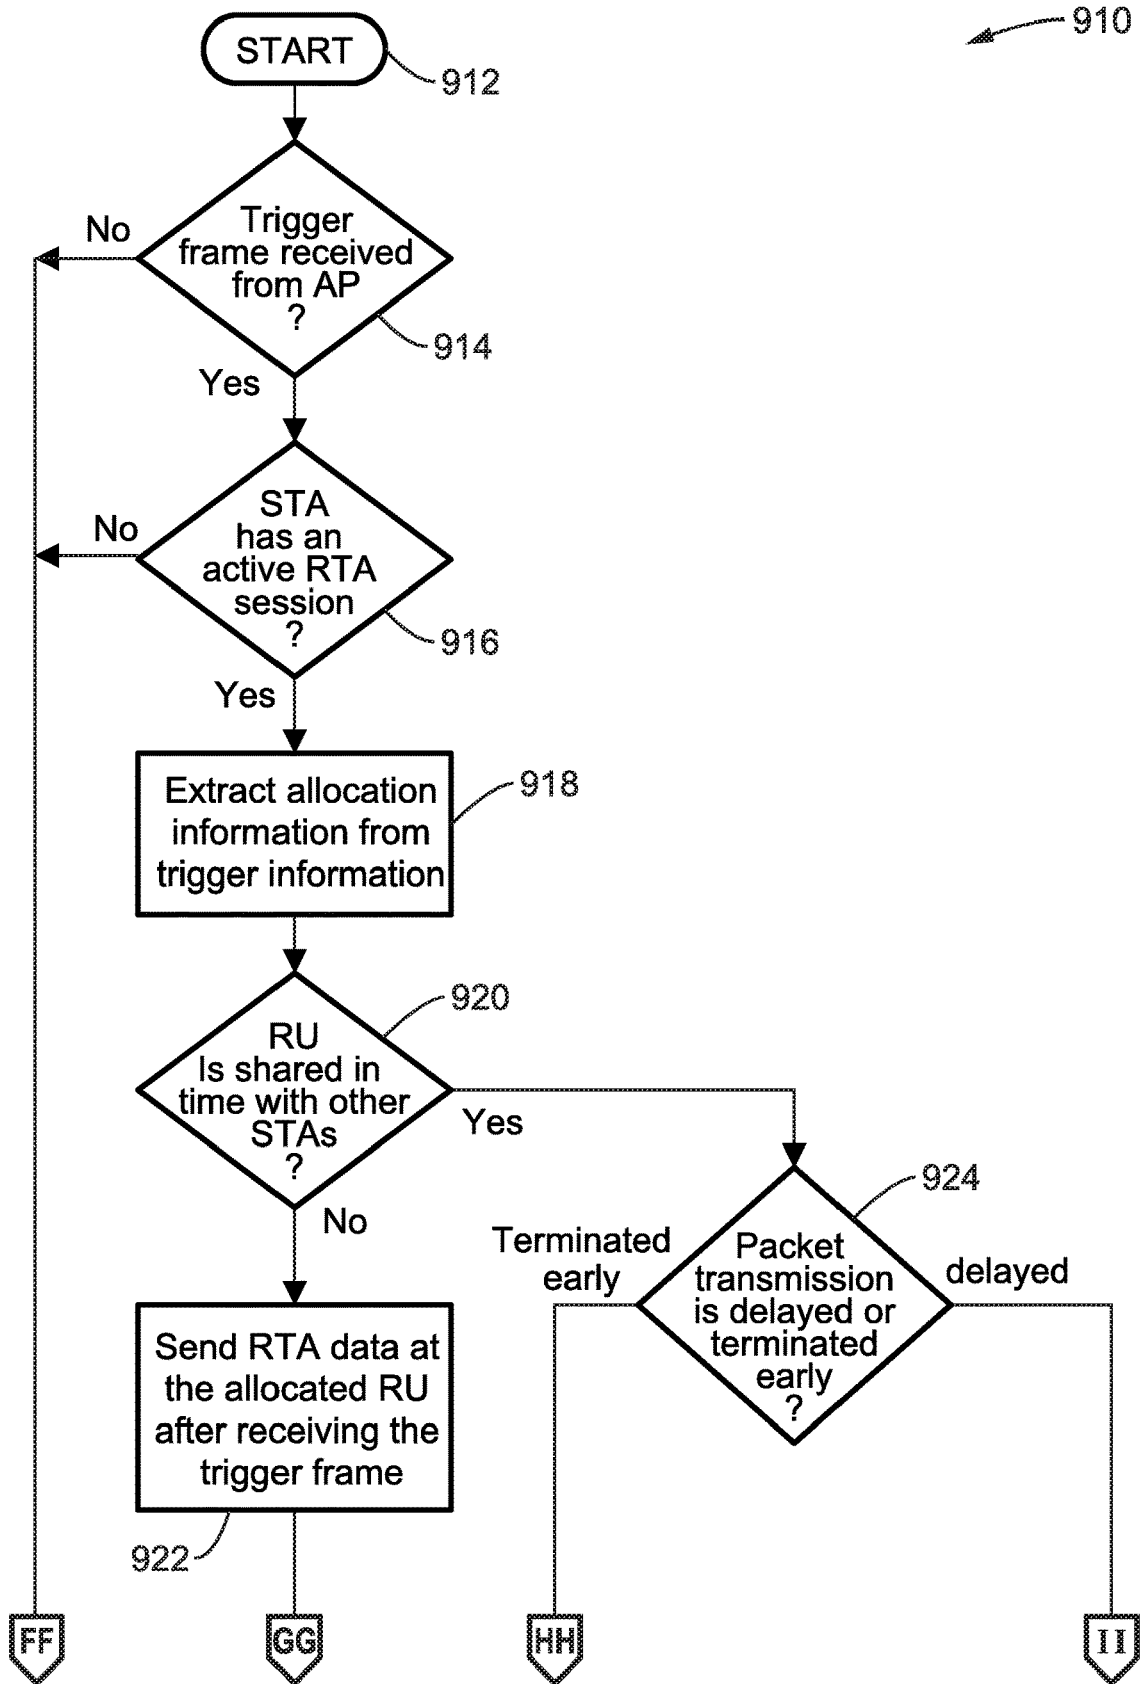 910
START
912
Trigger
frame received
from AP
?
No
914
Yes
STA
has an
active RTA
session
?
No
916
Yes
Extract allocation
information from
trigger information
918
920
RU
Is shared in
time with other
STAs
?
Yes
No
924
Packet
transmission
is delayed or
terminated
early
?
Terminated
early
delayed
Send RTA data at
the allocated RU
after receiving the
trigger frame
922
FF
GG
HH
II